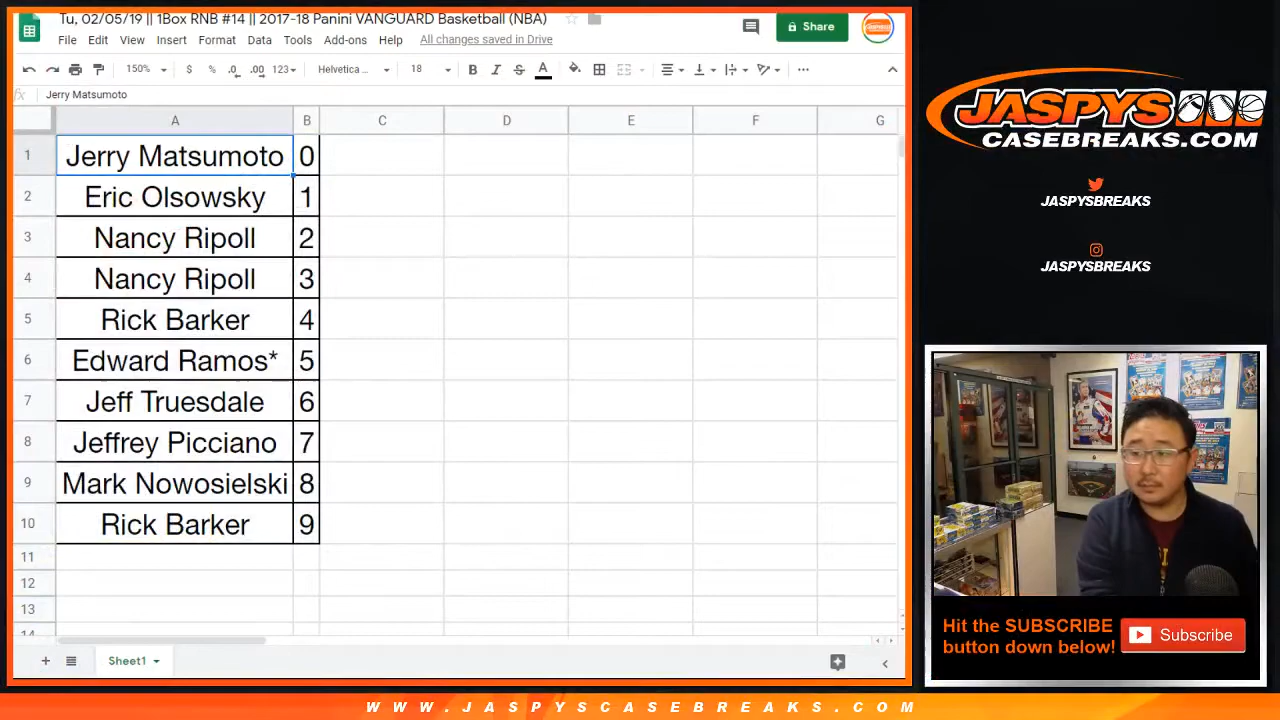 Tu, 02/05/19 || 1Box RNB #14 || 2017-18 Panini VANGUARD Basketball (NBA)
File Edit View Insert Format Data Tools Add-ons Help All changes saved in Drive
Share
150% $ % .0 .00 123 Helvetica ... 18 B I S A
fx Jerry Matsumoto
A B C D E F G
1 Jerry Matsumoto 0
2 Eric Olsowsky 1
3 Nancy Ripoll 2
4 Nancy Ripoll 3
5 Rick Barker 4
6 Edward Ramos* 5
7 Jeff Truesdale 6
8 Jeffrey Picciano 7
9 Mark Nowosielski 8
10 Rick Barker 9
11
12
13
14
Sheet1
JASPYS
CASEBREAKS.COM
JASPYSBREAKS
JASPYSBREAKS
Hit the SUBSCRIBE
button down below!
Subscribe
WWW.JASPYSCASEBREAKS.COM